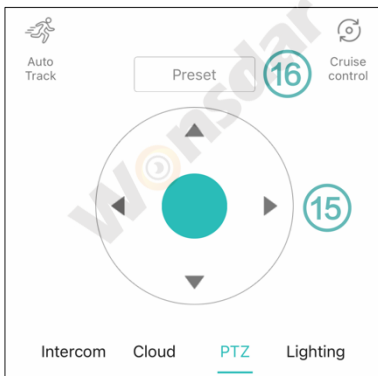 Auto
Track
Preset
16
Cruise
control
Wonsdar
15
Intercom Cloud PTZ Lighting